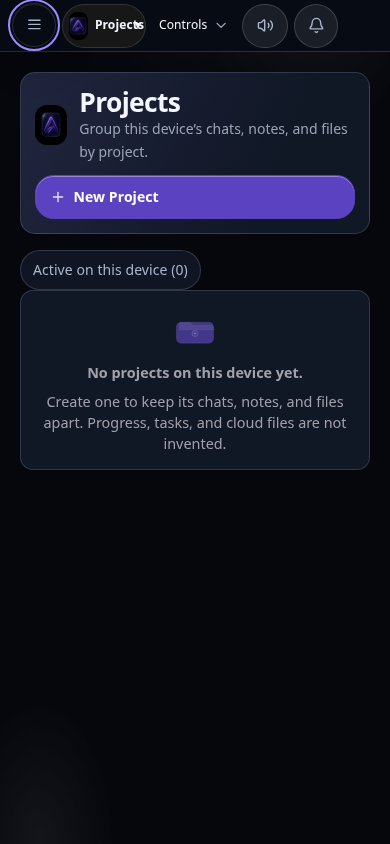 Projects
Controls
Projects
Group this device’s chats, notes, and files
by project.
New Project
Active on this device (0)
No projects on this device yet.
Create one to keep its chats, notes, and files
apart. Progress, tasks, and cloud files are not
invented.